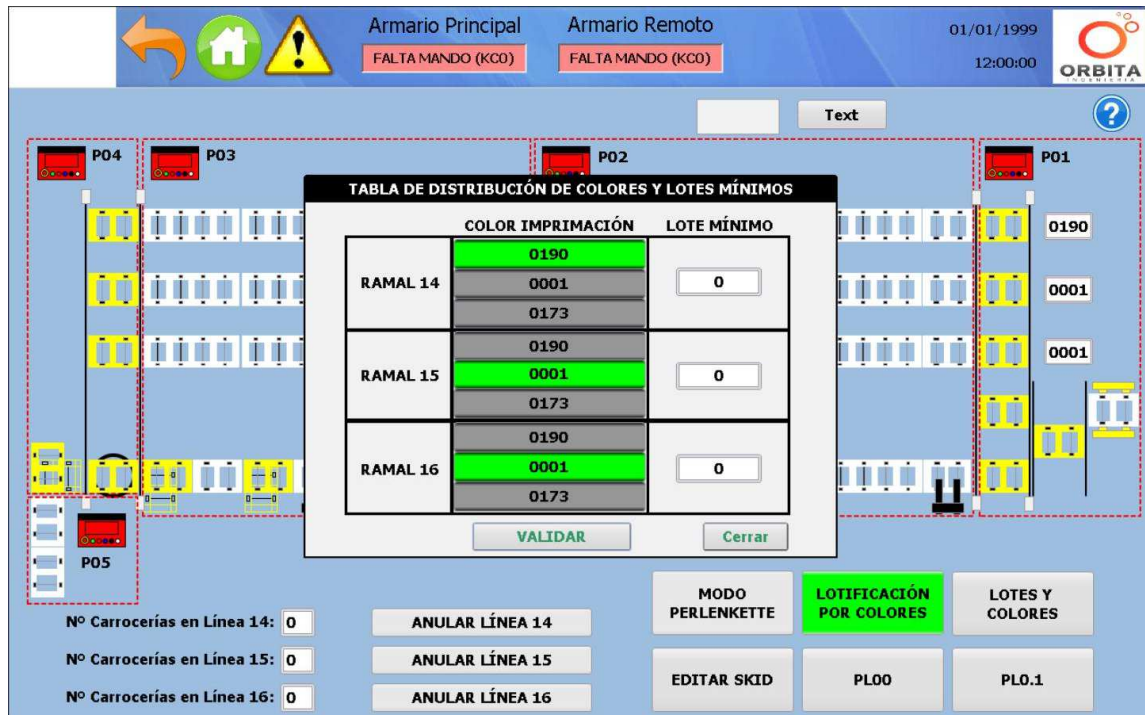 Armario Principal
Armario Remoto
01/01/1999
FALTA MANDO (KC0)
FALTA MANDO (KC0)
12:00:00
ORBITA
INGENIERIA
Text
?
P04
P03
P02
P01
TABLA DE DISTRIBUCIÓN DE COLORES Y LOTES MÍNIMOS
COLOR IMPRIMACIÓN
LOTE MÍNIMO
RAMAL 14
0190
0001
0173
0
RAMAL 15
0190
0001
0173
0
RAMAL 16
0190
0001
0173
0
VALIDAR
Cerrar
0190
0001
0001
P05
Nº Carrocerías en Línea 14: 0
ANULAR LÍNEA 14
Nº Carrocerías en Línea 15: 0
ANULAR LÍNEA 15
Nº Carrocerías en Línea 16: 0
ANULAR LÍNEA 16
MODO
PERLENKETTE
LOTIFICACIÓN
POR COLORES
LOTES Y
COLORES
EDITAR SKID
PL00
PL0.1